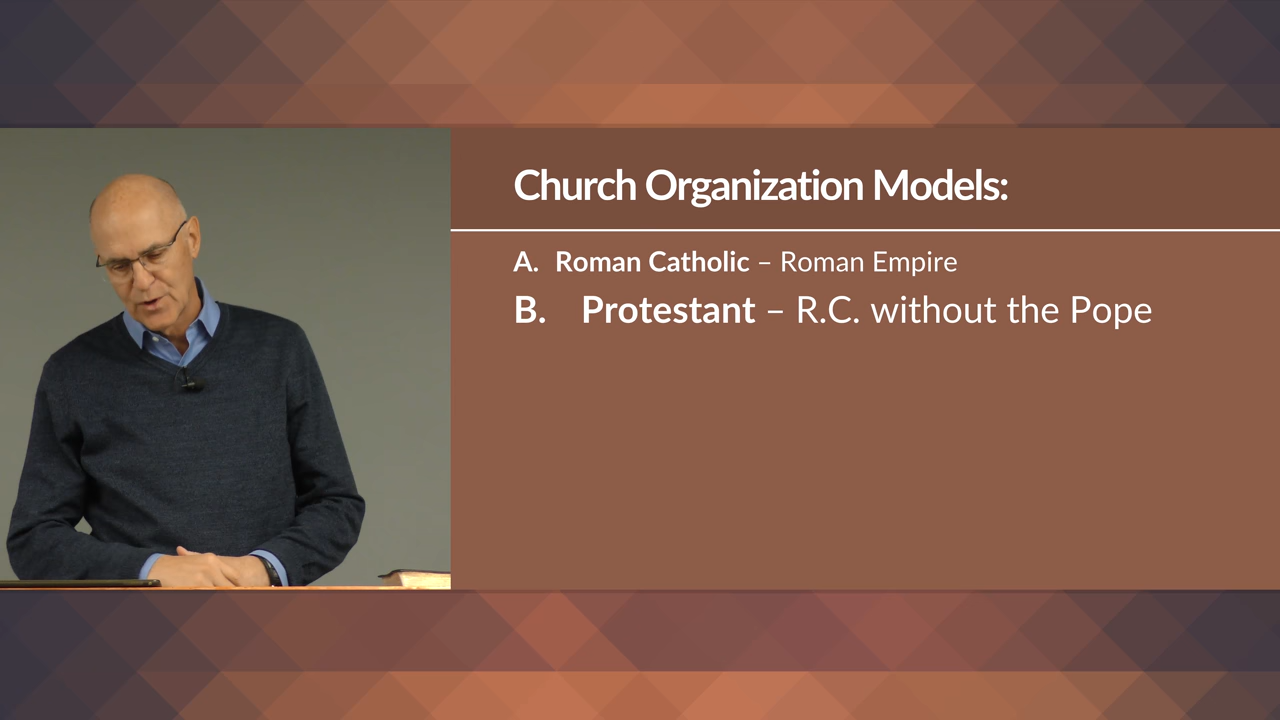 Church Organization Models:
A. Roman Catholic – Roman Empire
B. Protestant – R.C. without the Pope